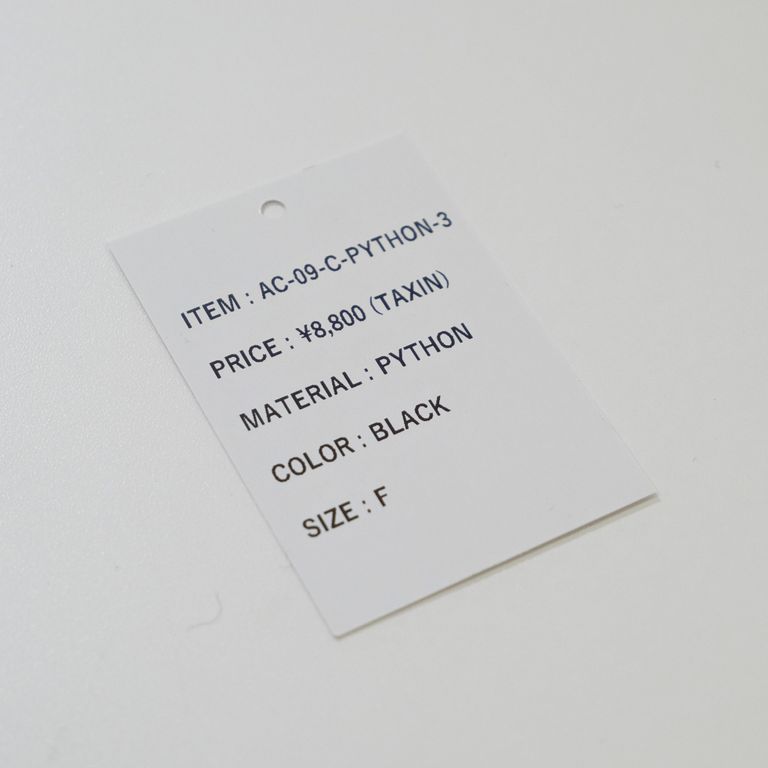 ITEM : AC-09-C-PYTHON-3
PRICE : ¥8,800 (TAXIN)
MATERIAL : PYTHON
COLOR : BLACK
SIZE : F